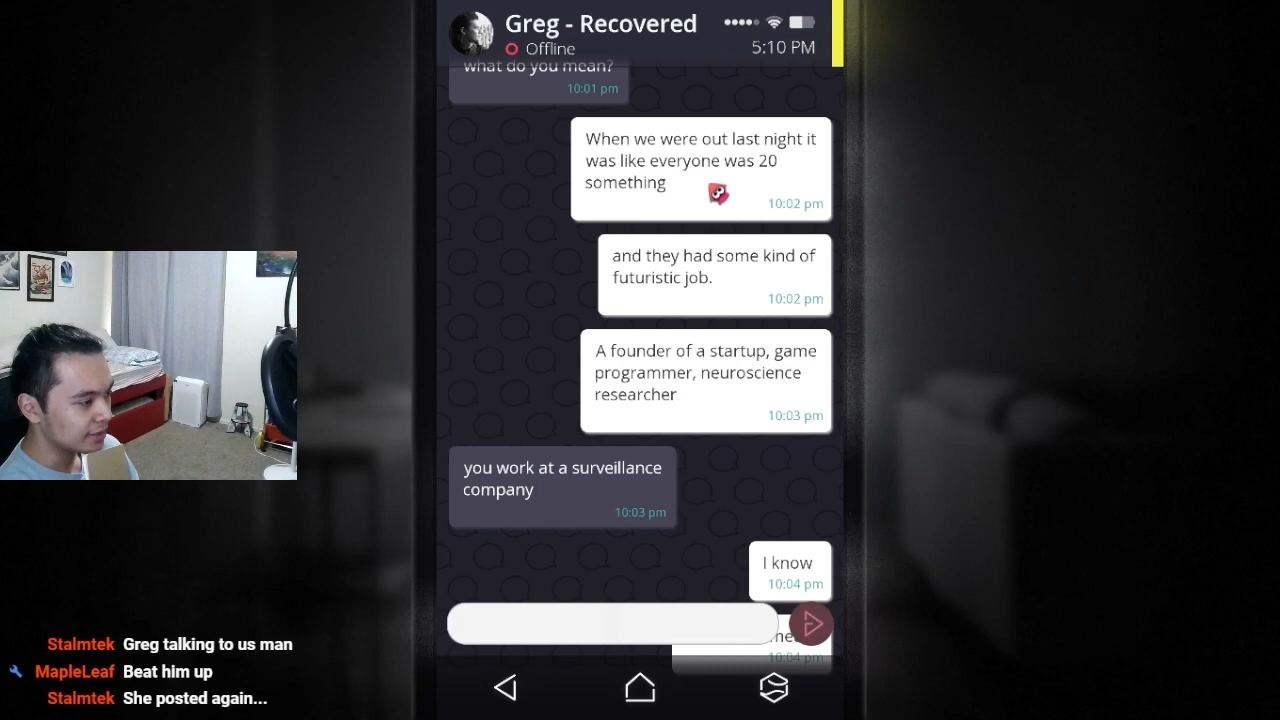 Greg - Recovered
Offline
5:10 PM
what do you mean?
10:01 pm
When we were out last night it
was like everyone was 20
something
10:02 pm
and they had some kind of
futuristic job.
10:02 pm
A founder of a startup, game
programmer, neuroscience
researcher
10:03 pm
you work at a surveillance
company
10:03 pm
I know
10:04 pm
10:04 pm
Stalmtek Greg talking to us man
MapleLeaf Beat him up
Stalmtek She posted again...